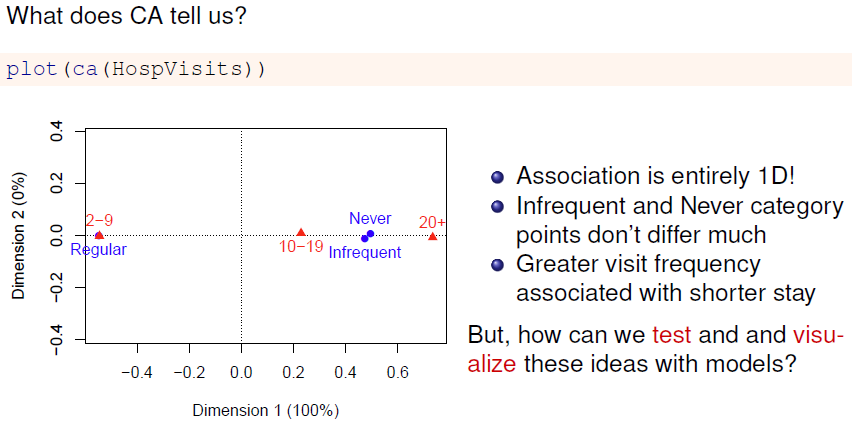 What does CA tell us?
plot(ca(HospVisits))
0.4
0.2
0.0
−0.2
−0.4
Dimension 2 (0%)
2−9
Regular
10−19
Never
Infrequent
20+
−0.4 −0.2 0.0 0.2 0.4 0.6
Dimension 1 (100%)
Association is entirely 1D!
Infrequent and Never category
points don't differ much
Greater visit frequency
associated with shorter stay
But, how can we test and and visu-
alize these ideas with models?